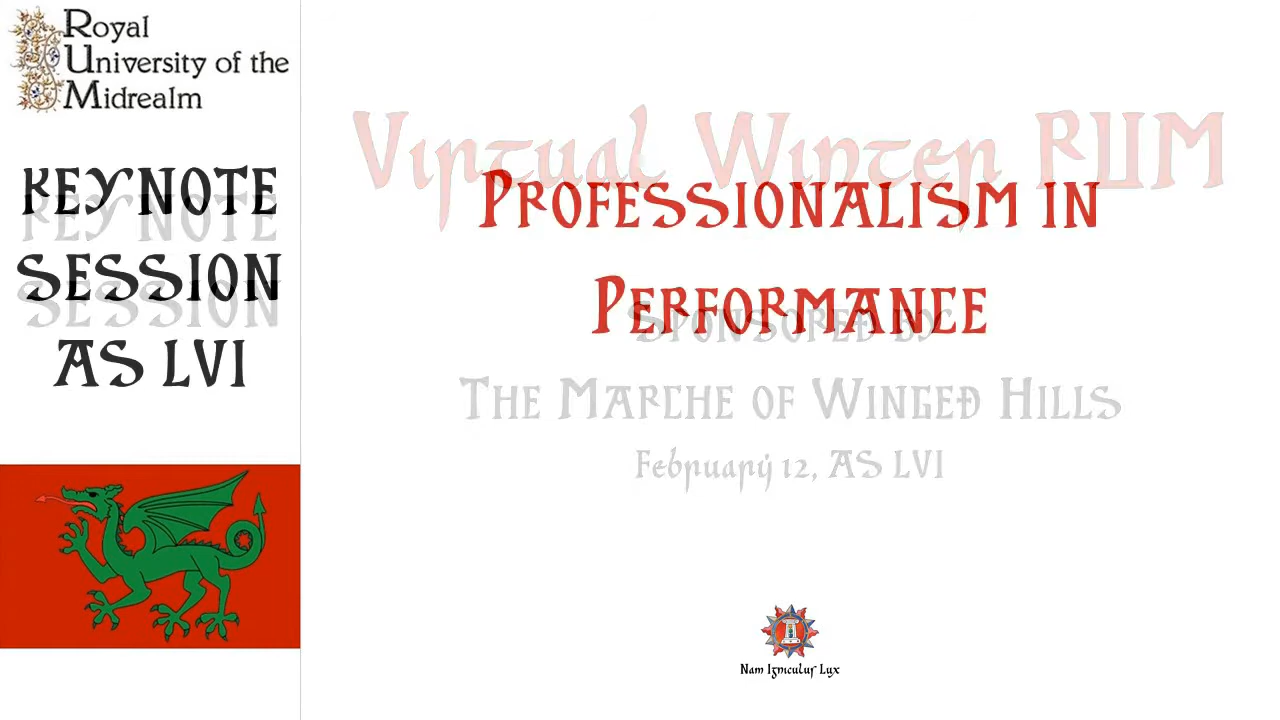 Royal
University of the
Midrealm
KEYNOTE
SESSION
AS LVI
Virtual Winter RUM
PROFESSIONALISM IN
PERFORMANCE
SPONSORED BY
THE MARCHE OF WINGED HILLS
February 12, AS LVI
Nam Igniculus Lux